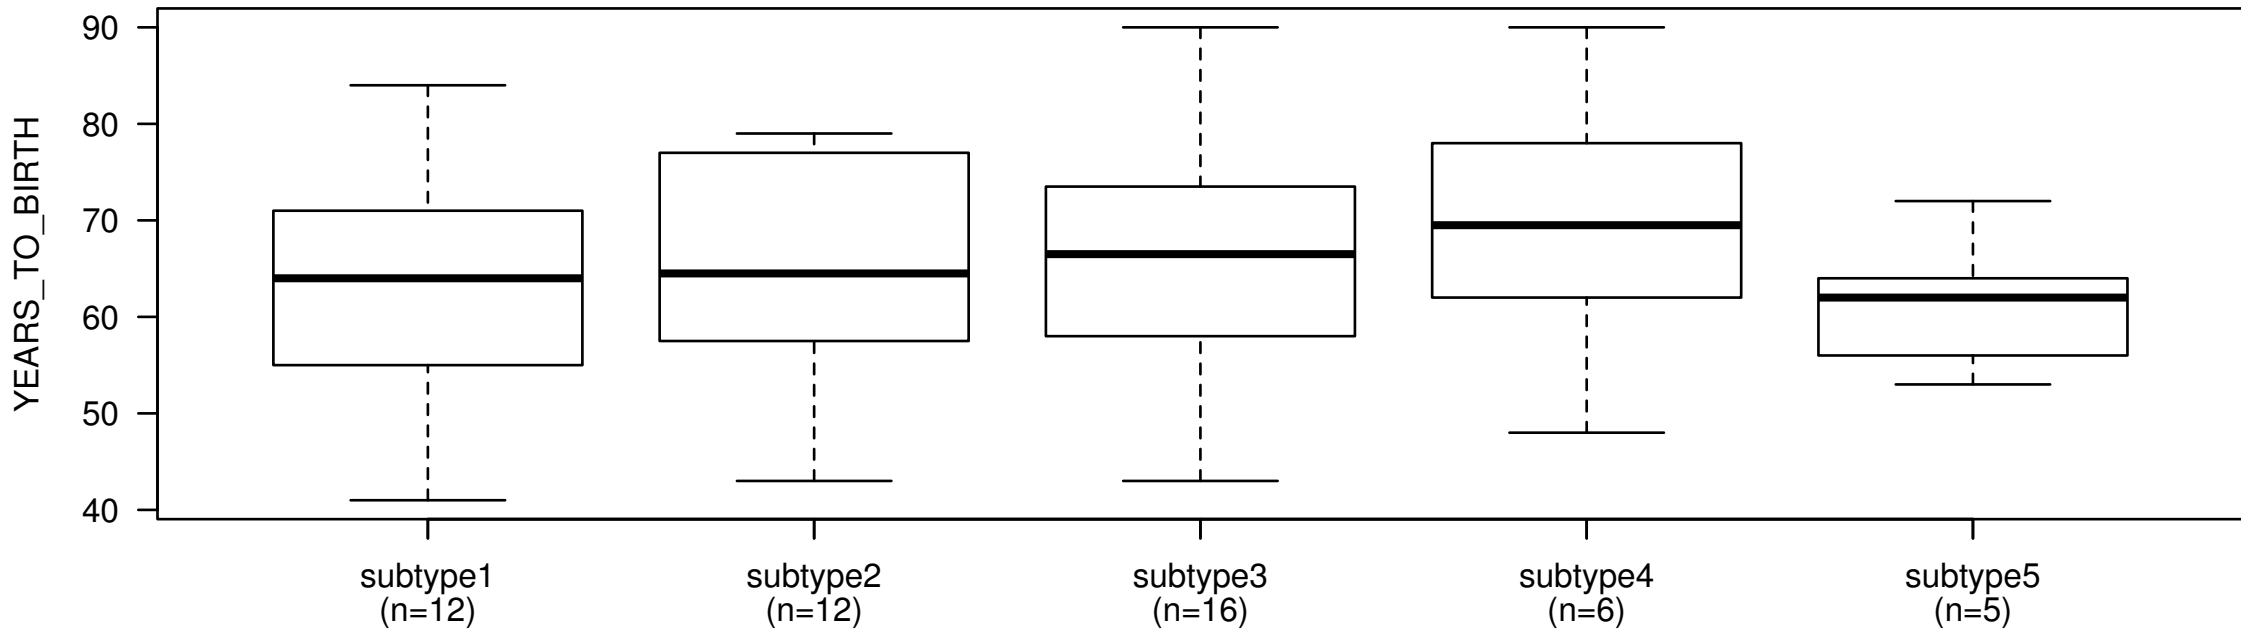 YEARS_TO_BIRTH
90
80
70
60
50
40
subtype1 subtype2 subtype3 subtype4 subtype5
(n=12) (n=12) (n=16) (n=6) (n=5)